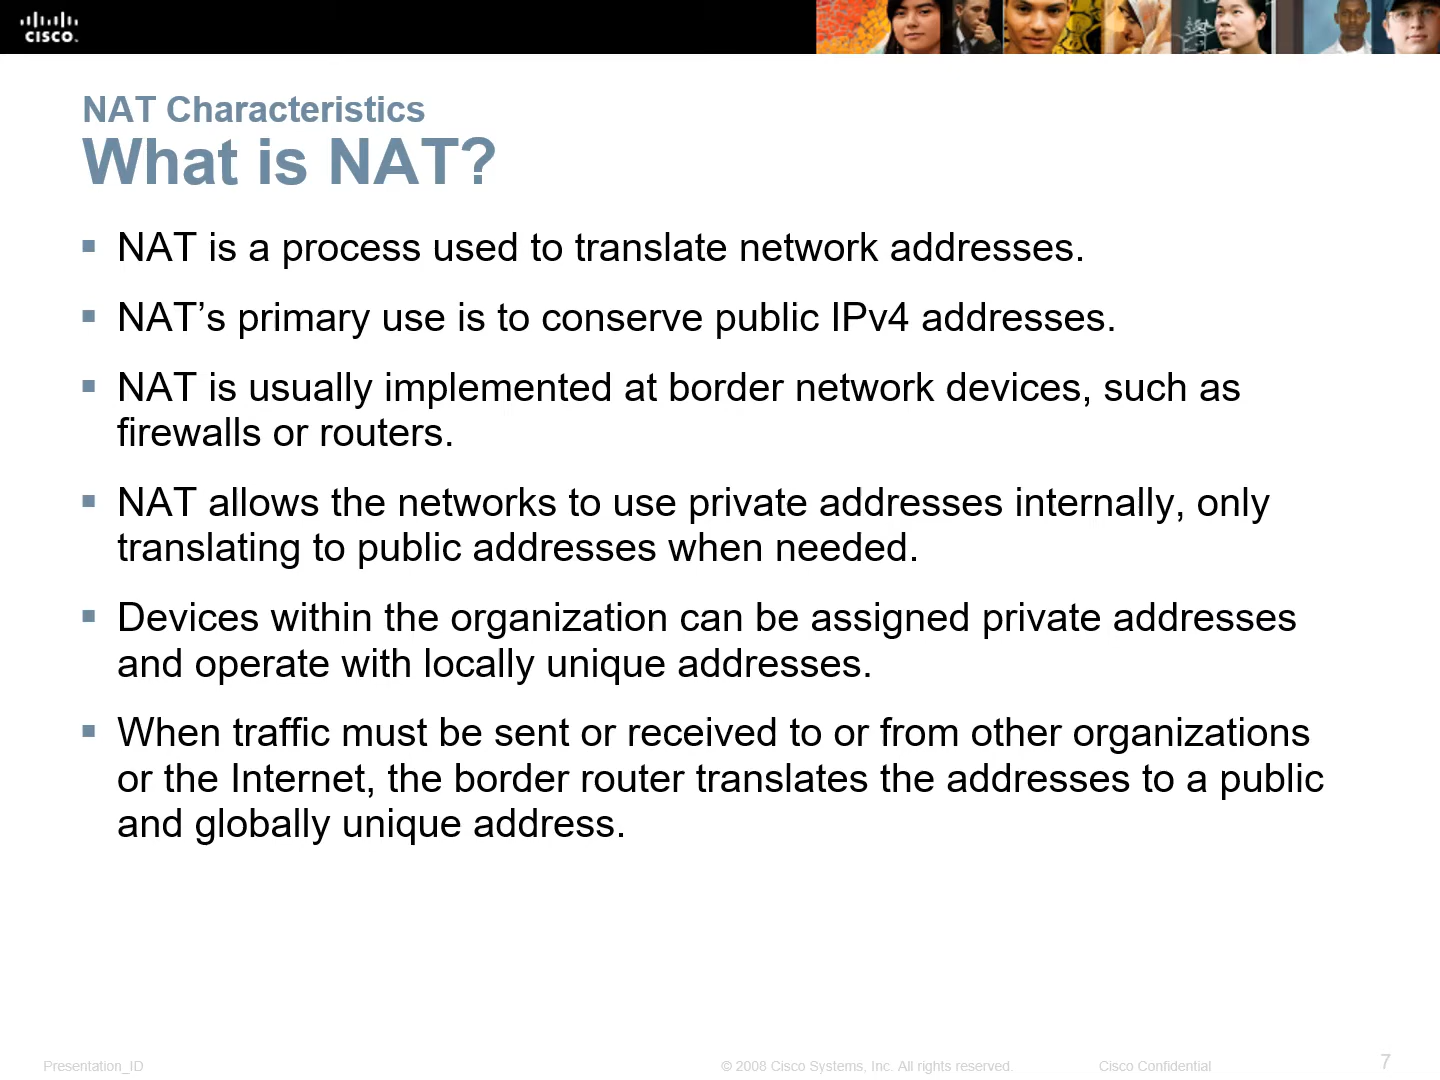 CISCO
NAT Characteristics
What is NAT?
NAT is a process used to translate network addresses.
NAT’s primary use is to conserve public IPv4 addresses.
NAT is usually implemented at border network devices, such as
firewalls or routers.
NAT allows the networks to use private addresses internally, only
translating to public addresses when needed.
Devices within the organization can be assigned private addresses
and operate with locally unique addresses.
When traffic must be sent or received to or from other organizations
or the Internet, the border router translates the addresses to a public
and globally unique address.
Presentation_ID © 2008 Cisco Systems, Inc. All rights reserved. Cisco Confidential 7